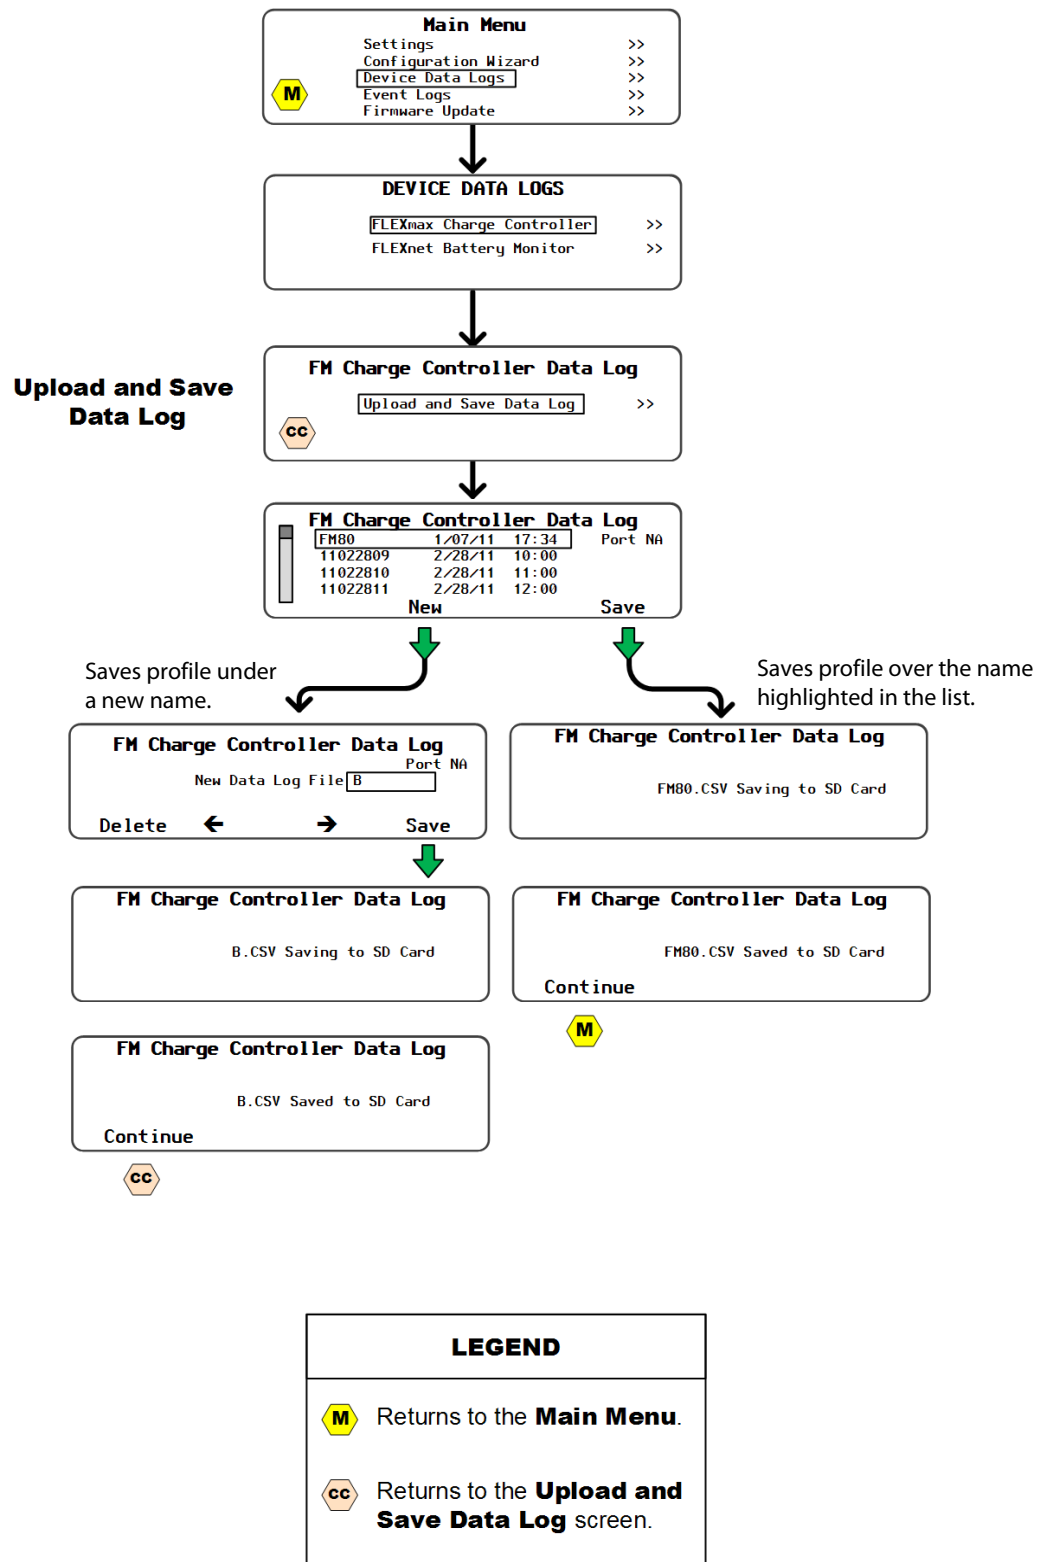 Main Menu
Settings >>
Configuration Wizard >>
Device Data Logs >>
M
Event Logs >>
Firmware Update >>
DEVICE DATA LOGS
FLEXmax Charge Controller >>
FLEXnet Battery Monitor >>
Upload and Save
Data Log
FM Charge Controller Data Log
Upload and Save Data Log >>
CC
FM Charge Controller Data Log
FM80 1/07/11 17:34 Port NA
11022809 2/28/11 10:00
11022810 2/28/11 11:00
11022811 2/28/11 12:00
New Save
Saves profile under
a new name.
Saves profile over the name
highlighted in the list.
FM Charge Controller Data Log
Port NA
New Data Log File B
Delete ← → Save
FM Charge Controller Data Log
FM80.CSV Saving to SD Card
FM Charge Controller Data Log
B.CSV Saving to SD Card
FM Charge Controller Data Log
FM80.CSV Saved to SD Card
Continue
M
FM Charge Controller Data Log
B.CSV Saved to SD Card
Continue
CC
LEGEND
M Returns to the Main Menu.
CC Returns to the Upload and
Save Data Log screen.